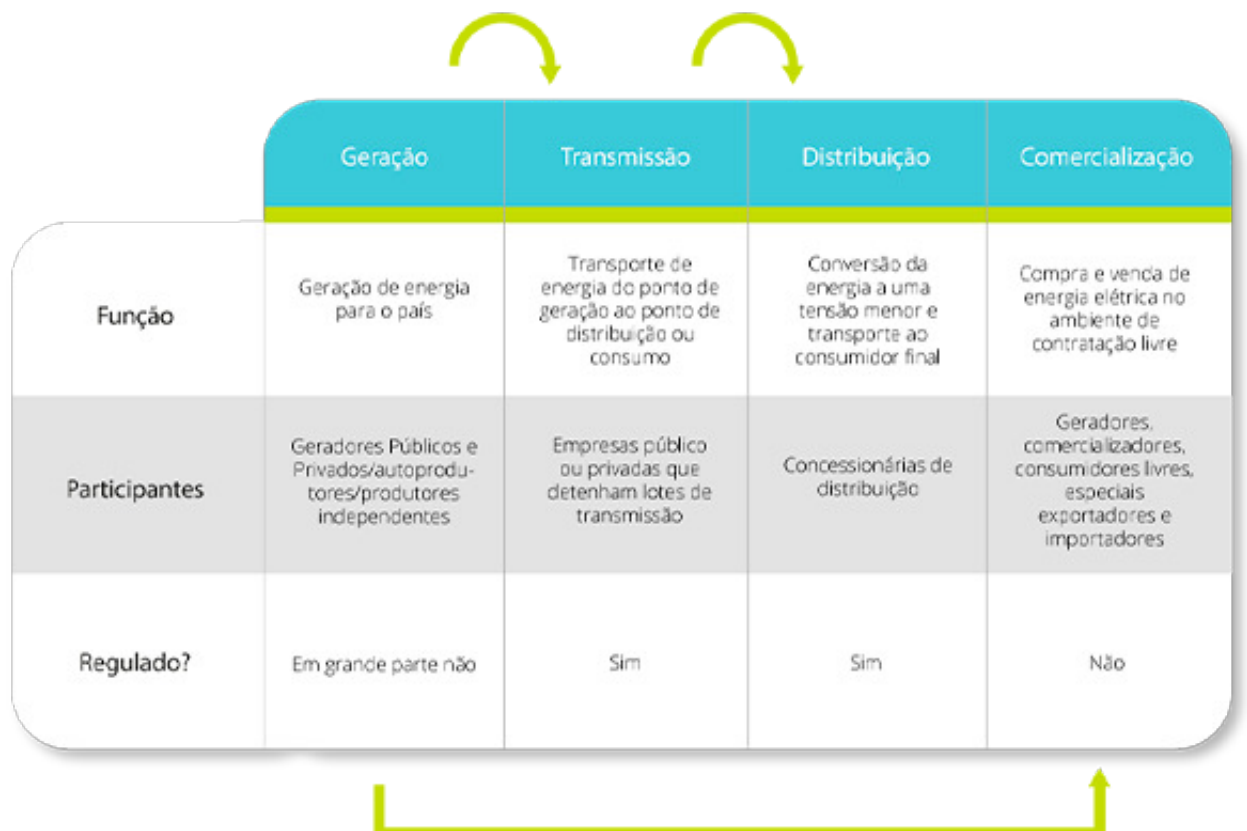 Geração
Transmissão
Distribuição
Comercialização
Função
Geração de energia
para o país
Transporte de
energia do ponto de
geração ao ponto de
distribuição ou
consumo
Conversão da
energia a uma
tensão menor e
transporte ao
consumidor final
Compra e venda de
energia elétrica no
ambiente de
contratação livre
Participantes
Geradores Públicos e
Privados/autoprodu-
tores/produtores
independentes
Empresas público
ou privadas que
detenham lotes de
transmissão
Concessionárias de
distribuição
Geradores,
comercializadores,
consumidores livres,
especiais
exportadores e
importadores
Regulado?
Em grande parte não
Sim
Sim
Não